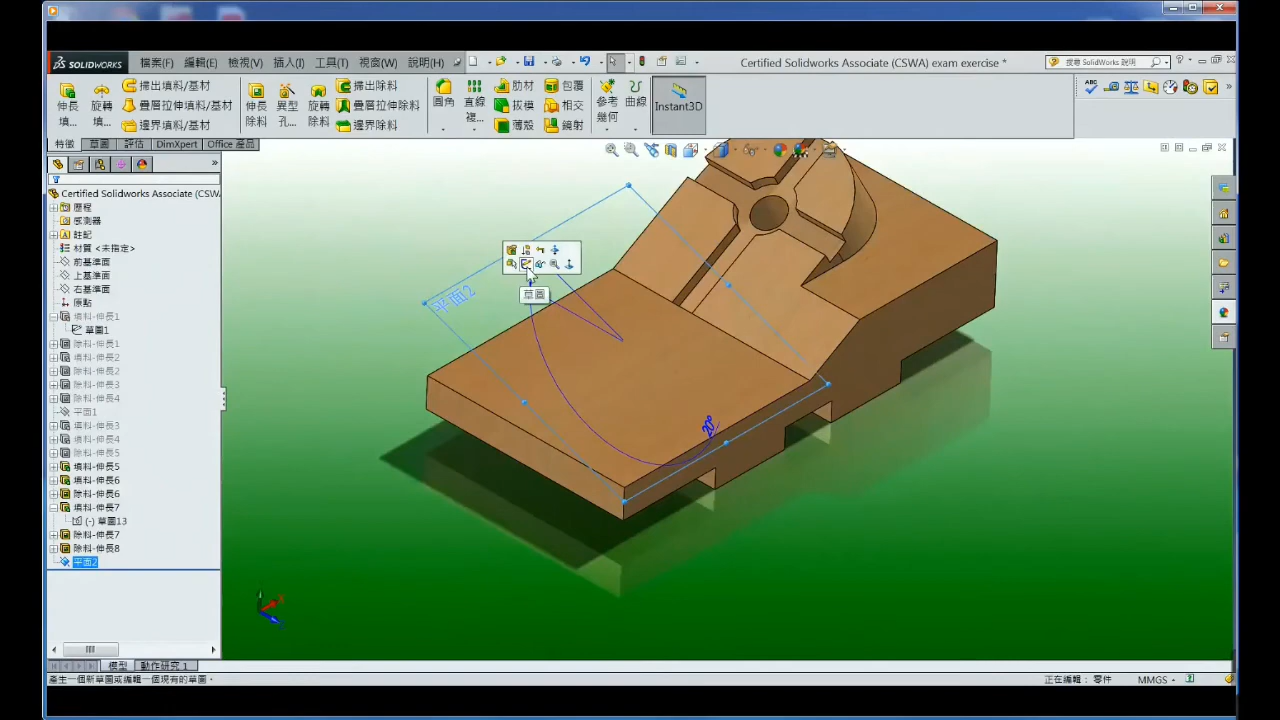 SOLIDWORKS 檔案(F) 編輯(E) 檢視(V) 插入(I) 工具(T) 視窗(W) 說明(H) Certified Solidworks Associate (CSWA) exam exercise * 搜尋 SolidWorks 說明
伸長填... 旋轉填... 掃出填料/基材 疊層拉伸填料/基材 邊界填料/基材 伸長除料 異型孔... 旋轉除料 掃出除料 疊層拉伸除料 邊界除料 圓角 直線複... 肋材 拔模 薄殼 包覆 相交 鏡射 參考幾何 曲線 Instant3D
特徵 草圖 評估 DimXpert Office 產品
Certified Solidworks Associate (CSWA
歷程
感測器
註記
材質 <未指定>
前基準面
上基準面
右基準面
原點
填料-伸長1
草圖1
除料-伸長1
填料-伸長2
除料-伸長2
除料-伸長3
除料-伸長4
平面1
填料-伸長3
填料-伸長4
除料-伸長5
填料-伸長5
填料-伸長6
除料-伸長6
填料-伸長7
(-) 草圖13
除料-伸長7
除料-伸長8
平面2
平面2
草圖
20°
模型 動作研究 1
產生一個新草圖或編輯一個現有的草圖。 正在編輯：零件 MMGS